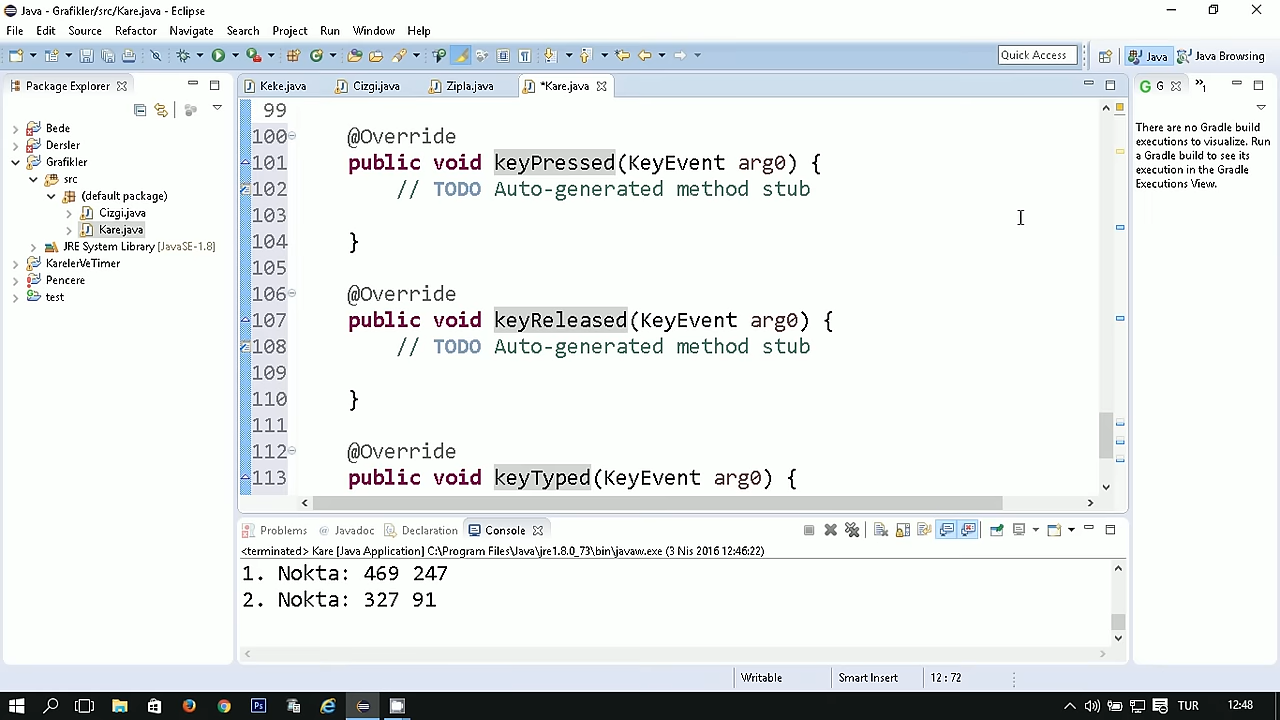 Java - Grafikler/src/Kare.java - Eclipse
File Edit Source Refactor Navigate Search Project Run Window Help
Quick Access
Java
Java Browsing
Package Explorer
Keke.java
Cizgi.java
Zipla.java
*Kare.java
G
»1
Bede
Dersler
Grafikler
src
(default package)
Cizgi.java
Kare.java
JRE System Library [JavaSE-1.8]
KarelerVeTimer
Pencere
test
99
100 @Override
101 public void keyPressed(KeyEvent arg0) {
102 // TODO Auto-generated method stub
103
104 }
105
106 @Override
107 public void keyReleased(KeyEvent arg0) {
108 // TODO Auto-generated method stub
109
110 }
111
112 @Override
113 public void keyTyped(KeyEvent arg0) {
There are no Gradle build
executions to visualize. Run
a Gradle build to see its
execution in the Gradle
Executions View.
Problems @ Javadoc Declaration Console
<terminated> Kare [Java Application] C:\Program Files\Java\jre1.8.0_73\bin\javaw.exe (3 Nis 2016 12:46:22)
1. Nokta: 469 247
2. Nokta: 327 91
Writable
Smart Insert
12 : 72
Ps
TUR
12:48